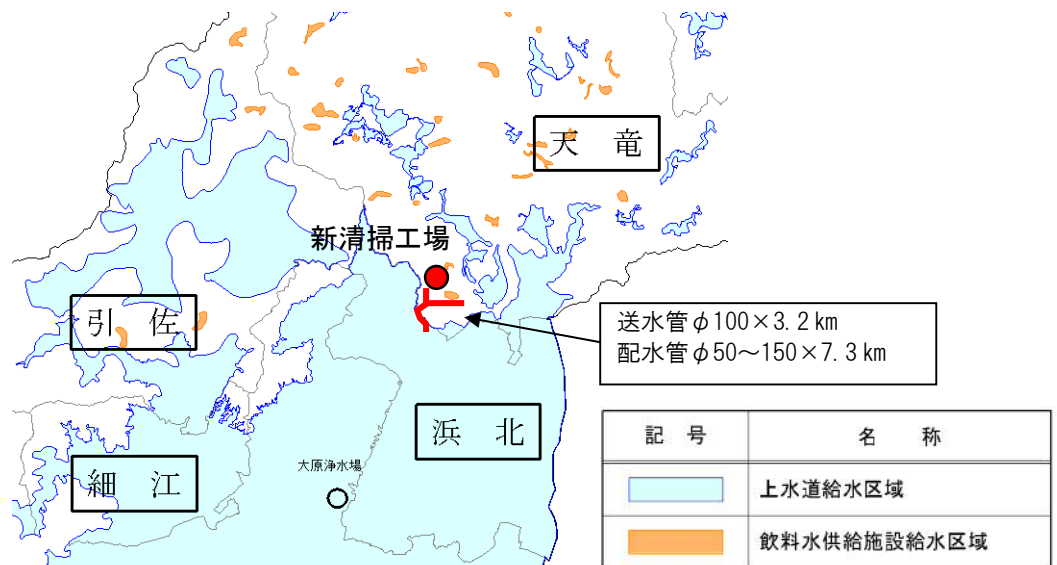 天 竜
新清掃工場
引 佐
送水管φ100×3.2km
配水管φ50～150×7.3km
浜 北
大原浄水場
細 江
記 号 名 称
上水道給水区域
飲料水供給施設給水区域